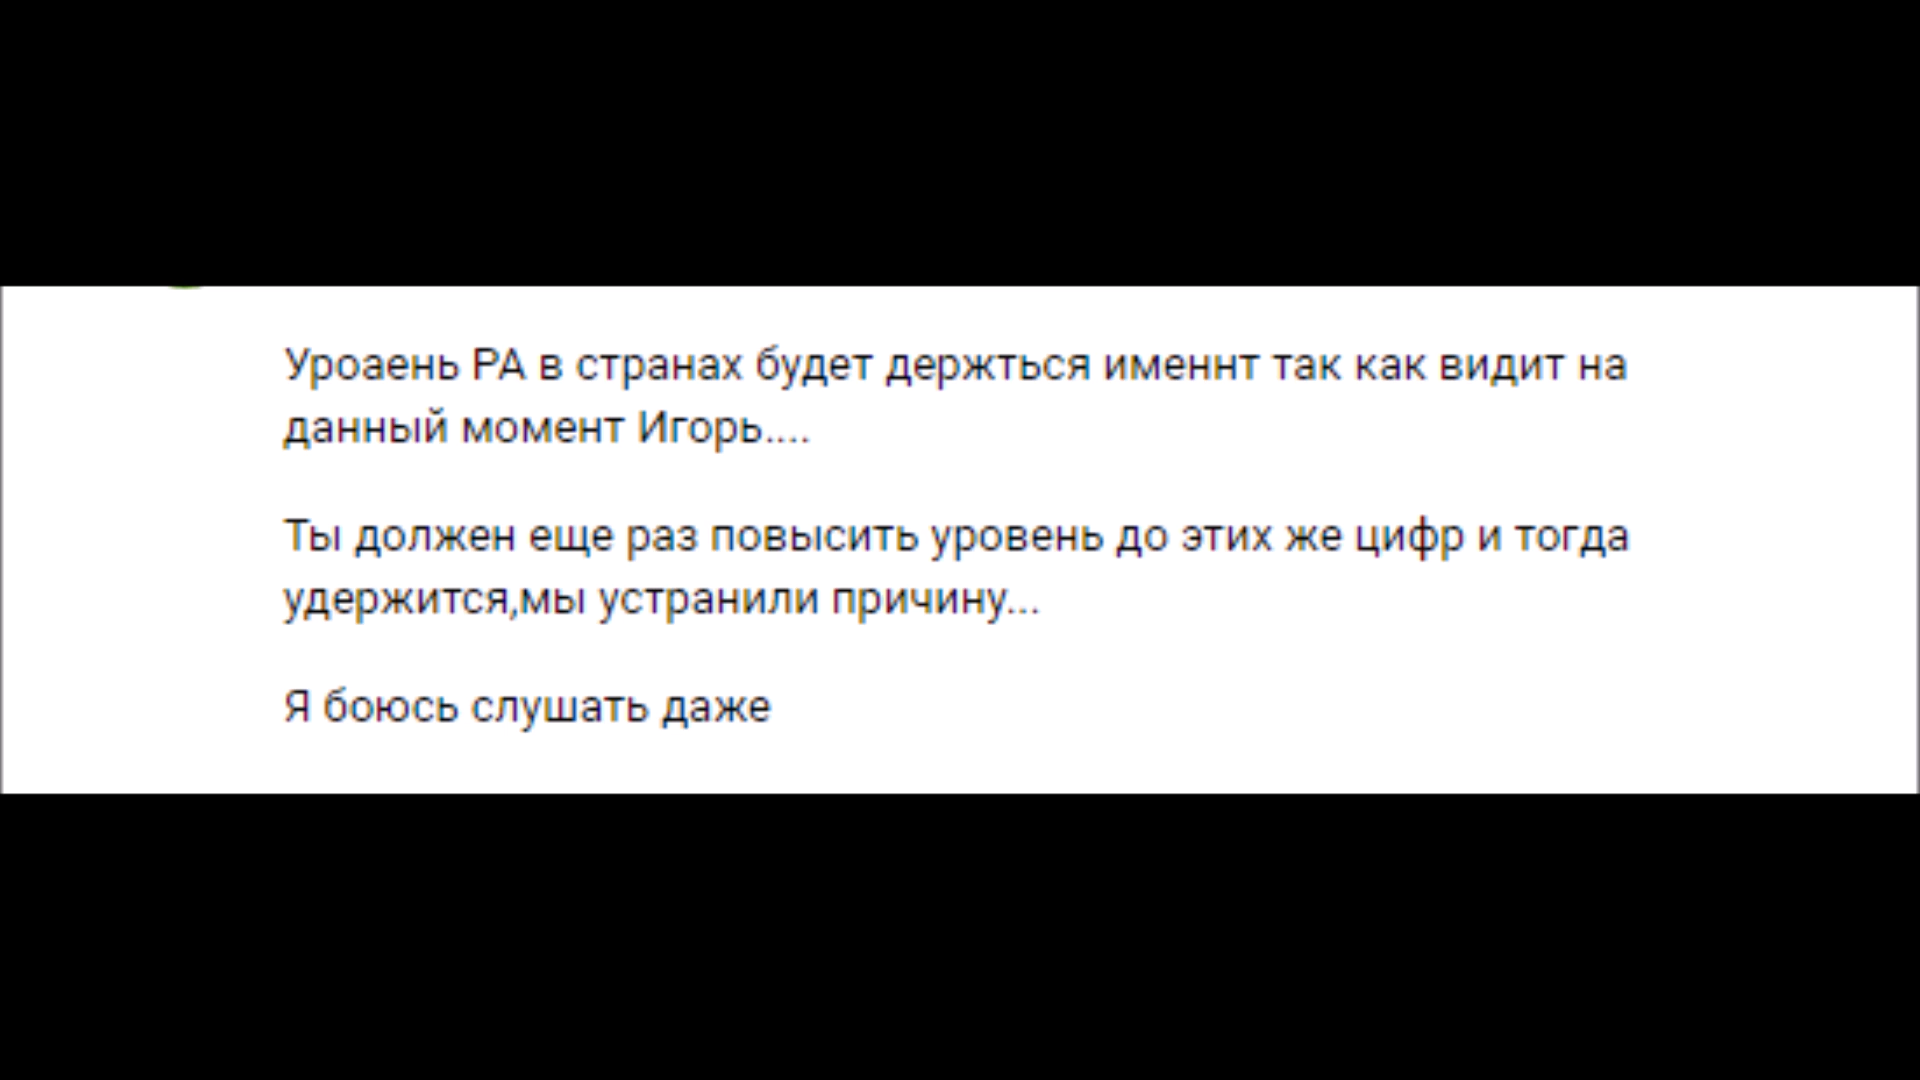 Уроаень РА в странах будет держться именнт так как видит на
данный момент Игорь....
Ты должен еще раз повысить уровень до этих же цифр и тогда
удержится,мы устранили причину...
Я боюсь слушать даже